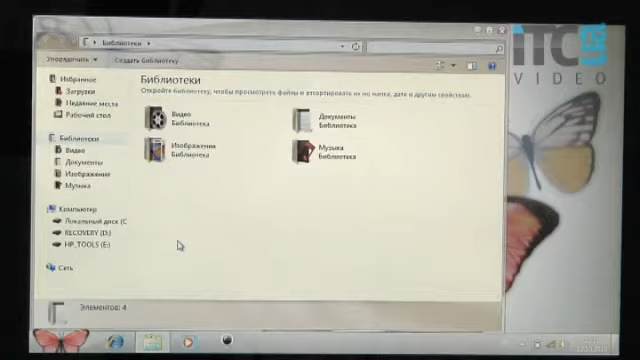 Библиотеки
Упорядочить
Создать библиотеку
Избранное
Загрузки
Недавние места
Рабочий стол
Библиотеки
Видео
Документы
Изображения
Музыка
Компьютер
Локальный диск (C
RECOVERY (D:)
HP_TOOLS (E:)
Сеть
Библиотеки
Откройте библиотеку, чтобы просмотреть файлы и отсортировать их по папке, дате и другим свойствам.
Видео
Библиотека
Документы
Библиотека
Изображения
Библиотека
Музыка
Библиотека
Элементов: 4
ITC
VIDEO